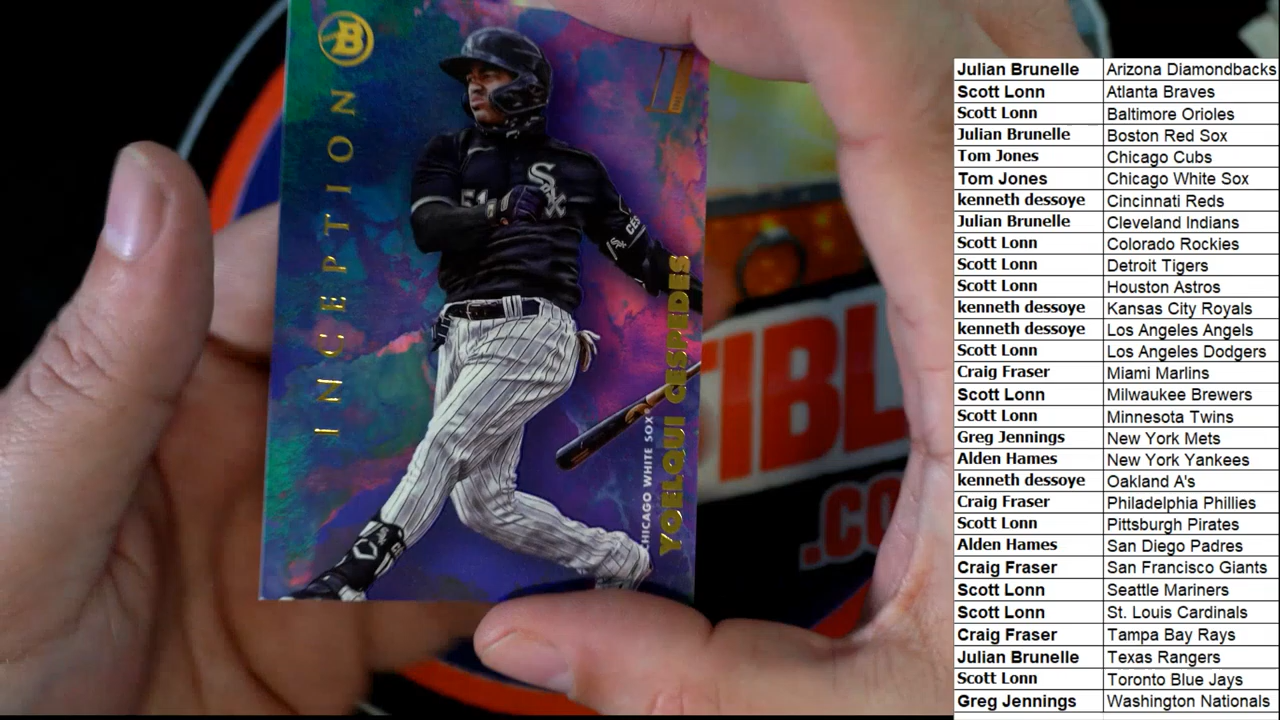 B
INCEPTION
Sox
51
CES
Sox
CHICAGO WHITE SOX
YOELQUI CESPEDES
TIBL
.CO
Julian Brunelle Arizona Diamondbacks
Scott Lonn Atlanta Braves
Scott Lonn Baltimore Orioles
Julian Brunelle Boston Red Sox
Tom Jones Chicago Cubs
Tom Jones Chicago White Sox
kenneth dessoye Cincinnati Reds
Julian Brunelle Cleveland Indians
Scott Lonn Colorado Rockies
Scott Lonn Detroit Tigers
Scott Lonn Houston Astros
kenneth dessoye Kansas City Royals
kenneth dessoye Los Angeles Angels
Scott Lonn Los Angeles Dodgers
Craig Fraser Miami Marlins
Scott Lonn Milwaukee Brewers
Scott Lonn Minnesota Twins
Greg Jennings New York Mets
Alden Hames New York Yankees
kenneth dessoye Oakland A's
Craig Fraser Philadelphia Phillies
Scott Lonn Pittsburgh Pirates
Alden Hames San Diego Padres
Craig Fraser San Francisco Giants
Scott Lonn Seattle Mariners
Scott Lonn St. Louis Cardinals
Craig Fraser Tampa Bay Rays
Julian Brunelle Texas Rangers
Scott Lonn Toronto Blue Jays
Greg Jennings Washington Nationals